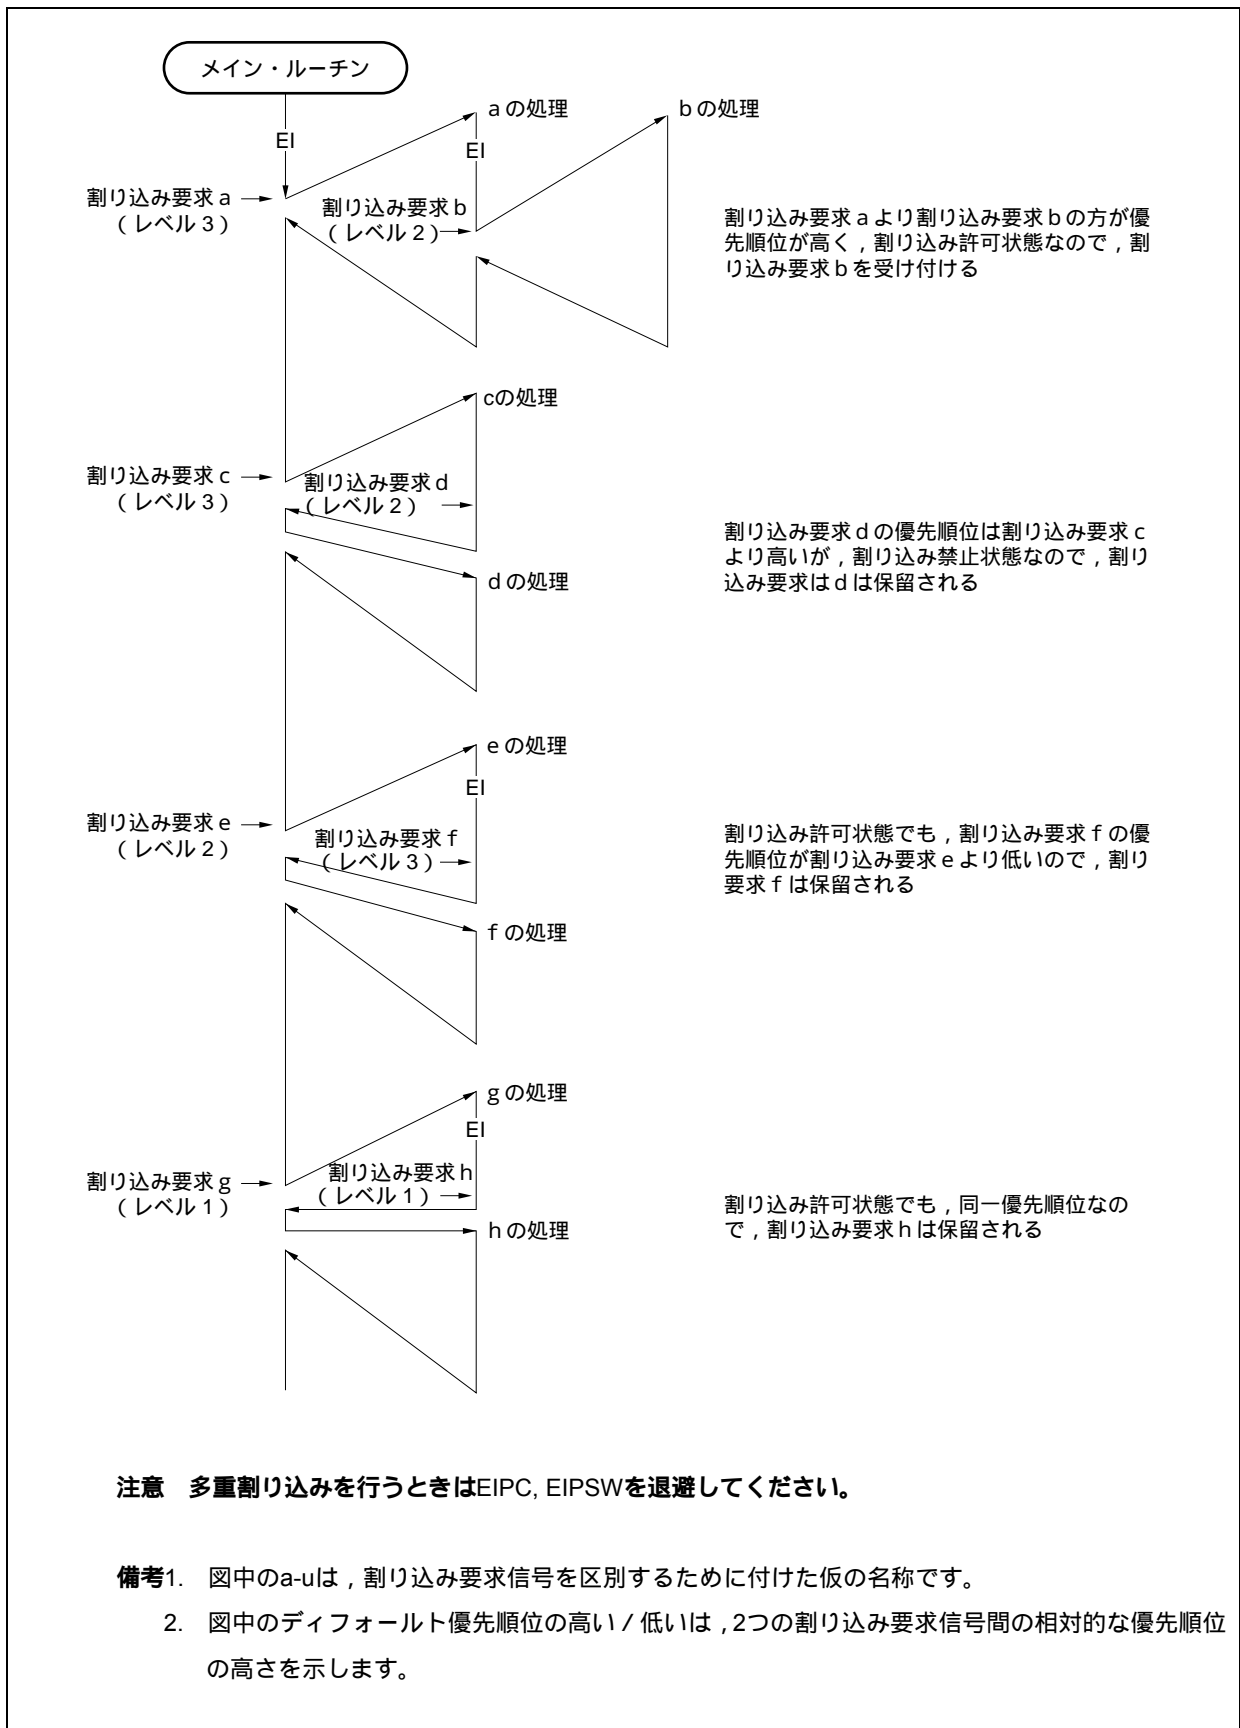 メイン・ルーチン
aの処理
bの処理
EI
EI
割り込み要求a
(レベル3)
割り込み要求b
(レベル2)
割り込み要求aより割り込み要求bの方が優
先順位が高く,割り込み許可状態なので,割
り込み要求bを受け付ける
cの処理
割り込み要求c
(レベル3)
割り込み要求d
(レベル2)
割り込み要求dの優先順位は割り込み要求c
より高いが,割り込み禁止状態なので,割り
込み要求はdは保留される
dの処理
eの処理
EI
割り込み要求e
(レベル2)
割り込み要求f
(レベル3)
割り込み許可状態でも,割り込み要求fの優
先順位が割り込み要求eより低いので,割り
要求fは保留される
fの処理
gの処理
EI
割り込み要求g
(レベル1)
割り込み要求h
(レベル1)
割り込み許可状態でも,同一優先順位なの
で,割り込み要求hは保留される
hの処理
注意 多重割り込みを行うときはEIPC, EIPSWを退避してください。
備考1. 図中のa-uは,割り込み要求信号を区別するために付けた仮の名称です。
2. 図中のディフォールト優先順位の高い/低いは,2つの割り込み要求信号間の相対的な優先順位
の高さを示します。